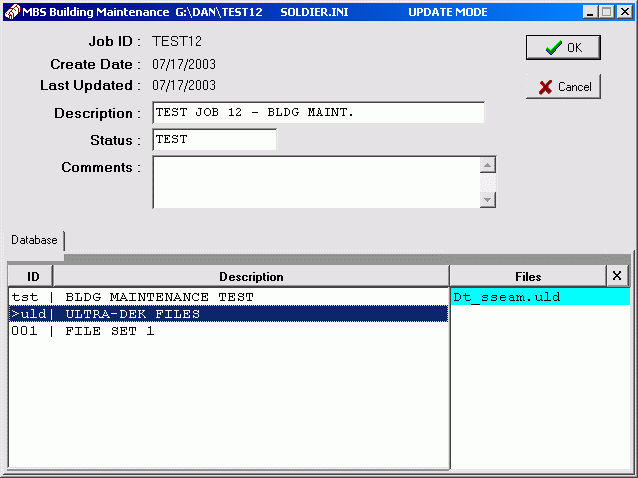 MBS Building Maintenance G:\DAN\TEST12 SOLDIER.INI UPDATE MODE
Job ID : TEST12
OK
Create Date : 07/17/2003
Last Updated : 07/17/2003
Cancel
Description : TEST JOB 12 - BLDG MAINT.
Status : TEST
Comments :
Database
ID Description Files X
tst | BLDG MAINTENANCE TEST Dt_sseam.uld
>uld| ULTRA-DEK FILES
001 | FILE SET 1